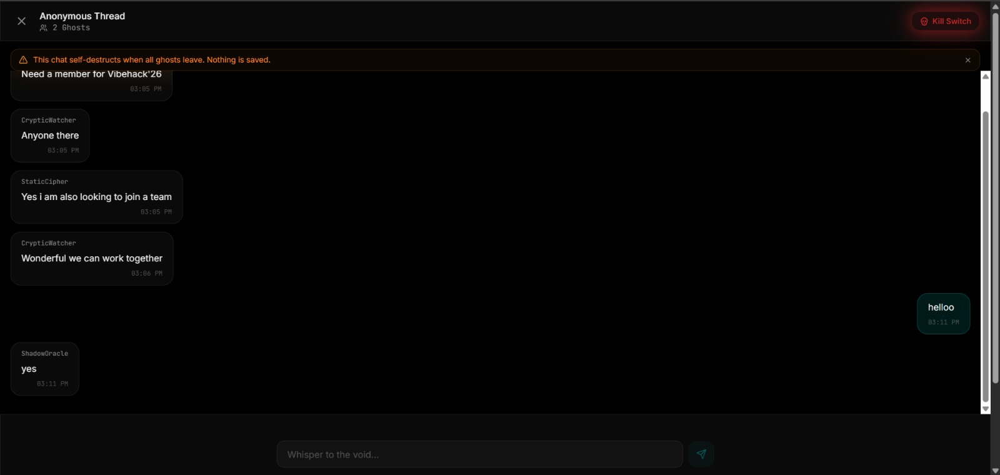 Anonymous Thread
2 Ghosts
Kill Switch
This chat self-destructs when all ghosts leave. Nothing is saved.
Need a member for Vibehack'26
03:05 PM
CrypticWatcher
Anyone there
03:05 PM
StaticCipher
Yes i am also looking to join a team
03:05 PM
CrypticWatcher
Wonderful we can work together
03:06 PM
helloo
03:11 PM
ShadowOracle
yes
03:11 PM
Whisper to the void...